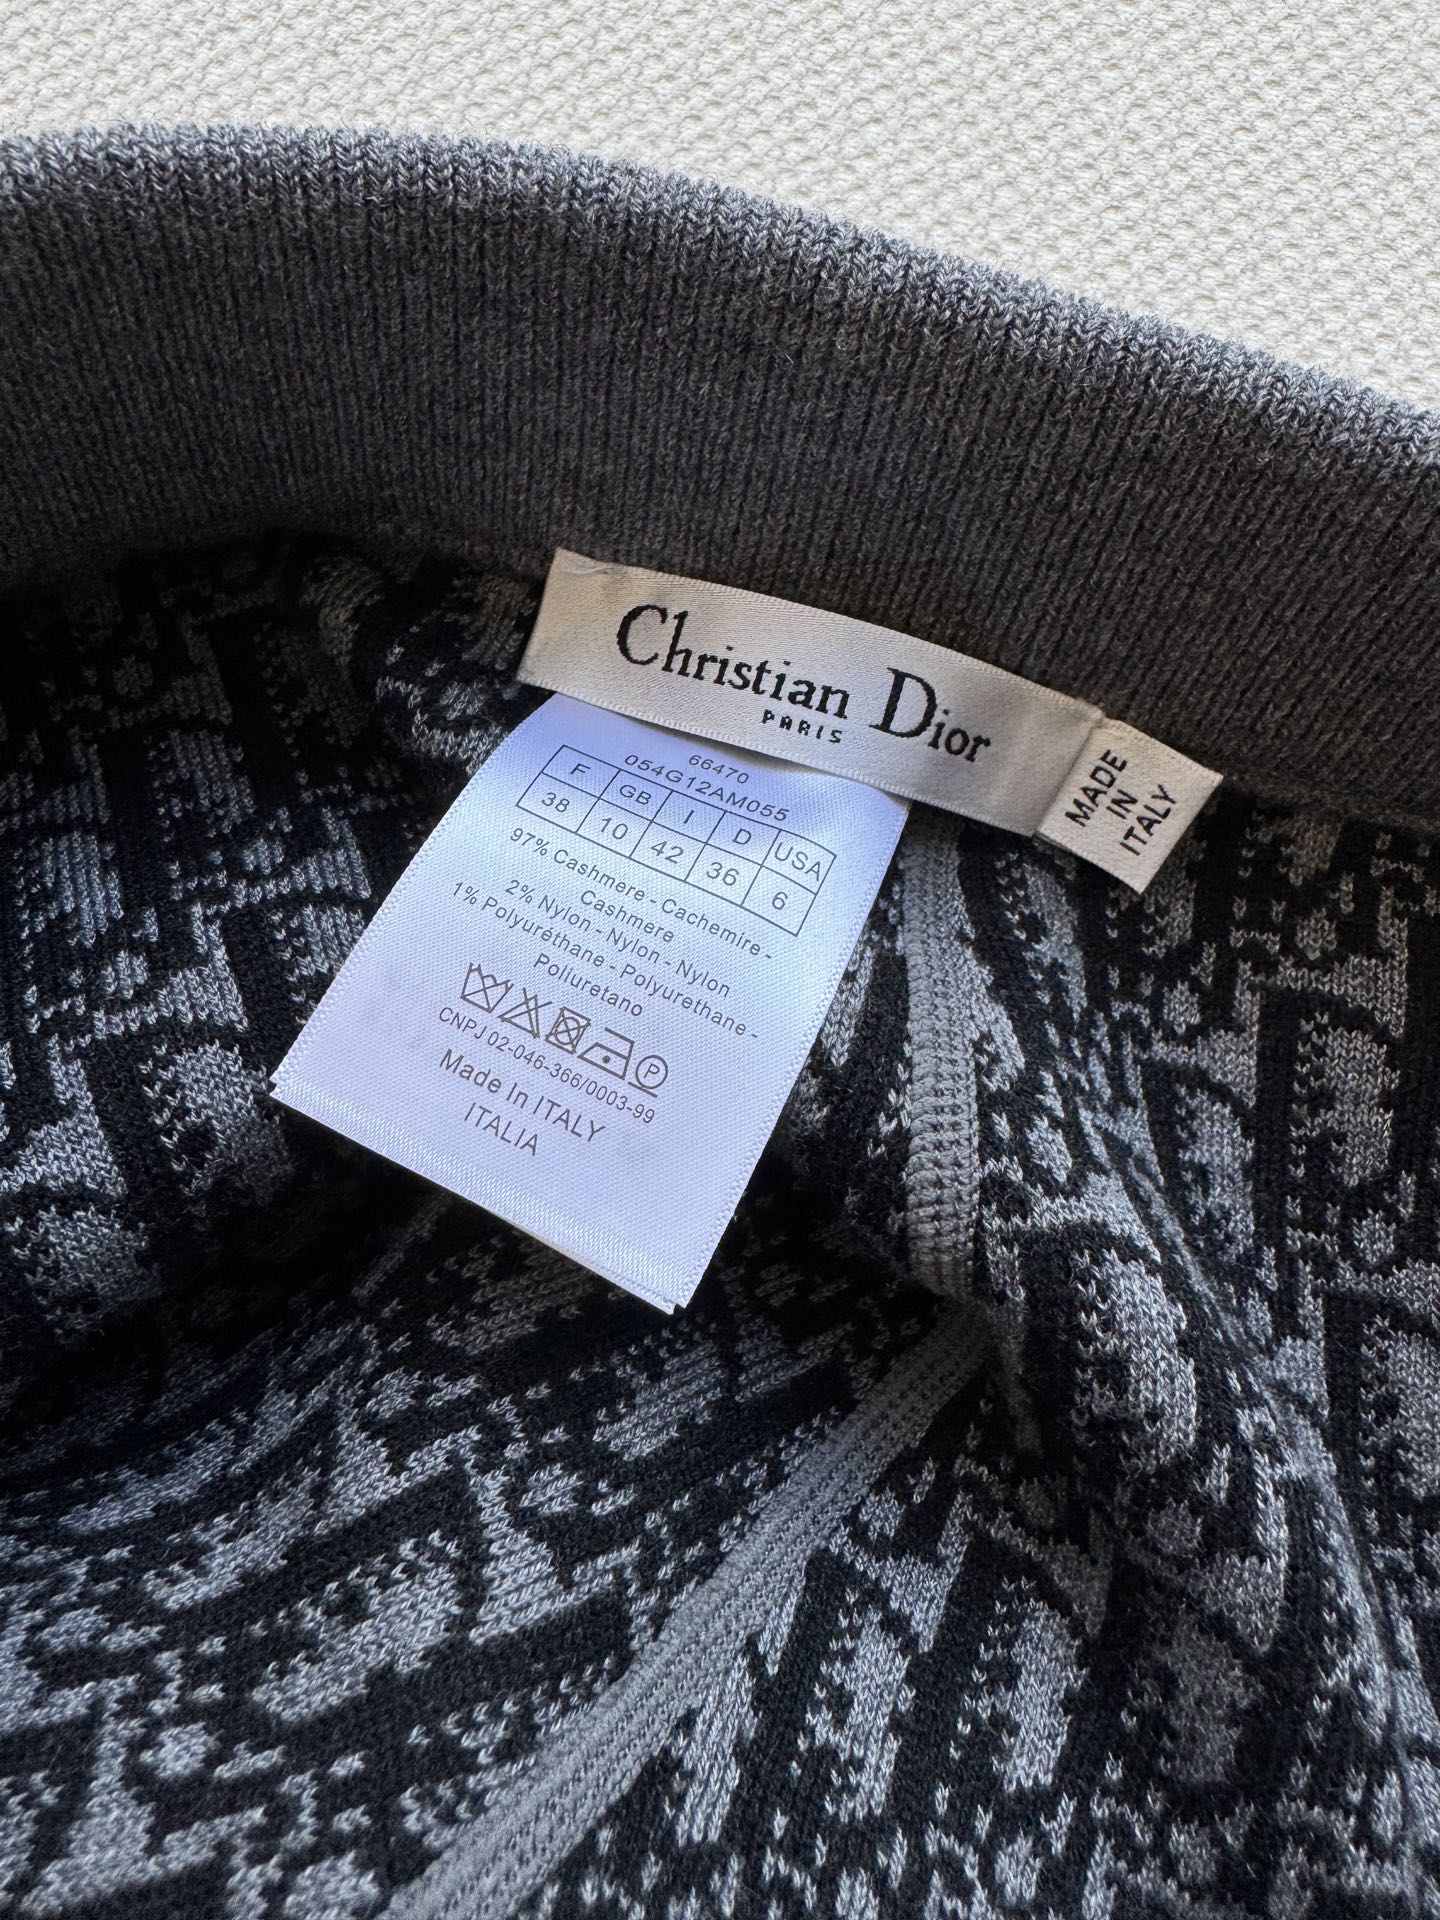 Christian Dior
PARIS
MADE
IN
ITALY
66470
054G12AM055
F GB I D USA
38 10 42 36 6
97% Cashmere - Cachemire -
Cashmere
2% Nylon - Nylon - Nylon
1% Polyuréthane - Polyurethane -
Poliuretano
P
CNPJ 02-046-366/0003-99
Made In ITALY
ITALIA